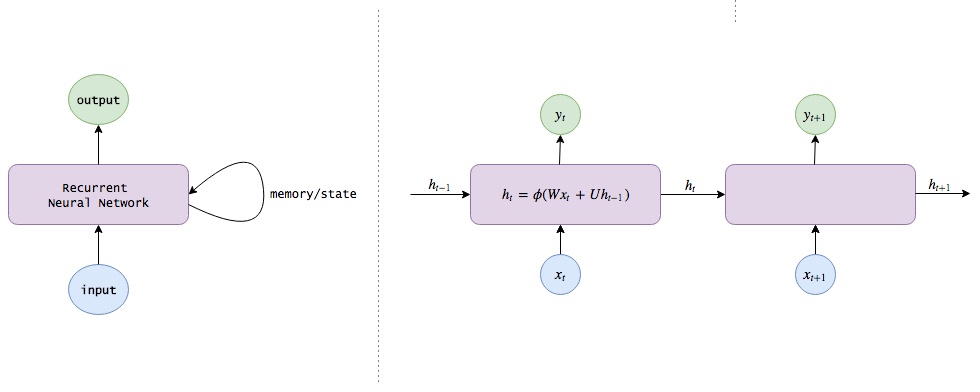 output
Recurrent
Neural Network
memory/state
input
y_t
y_{t+1}
h_{t-1}
h_t = ϕ(Wx_t + Uh_{t-1})
h_t
h_{t+1}
x_t
x_{t+1}